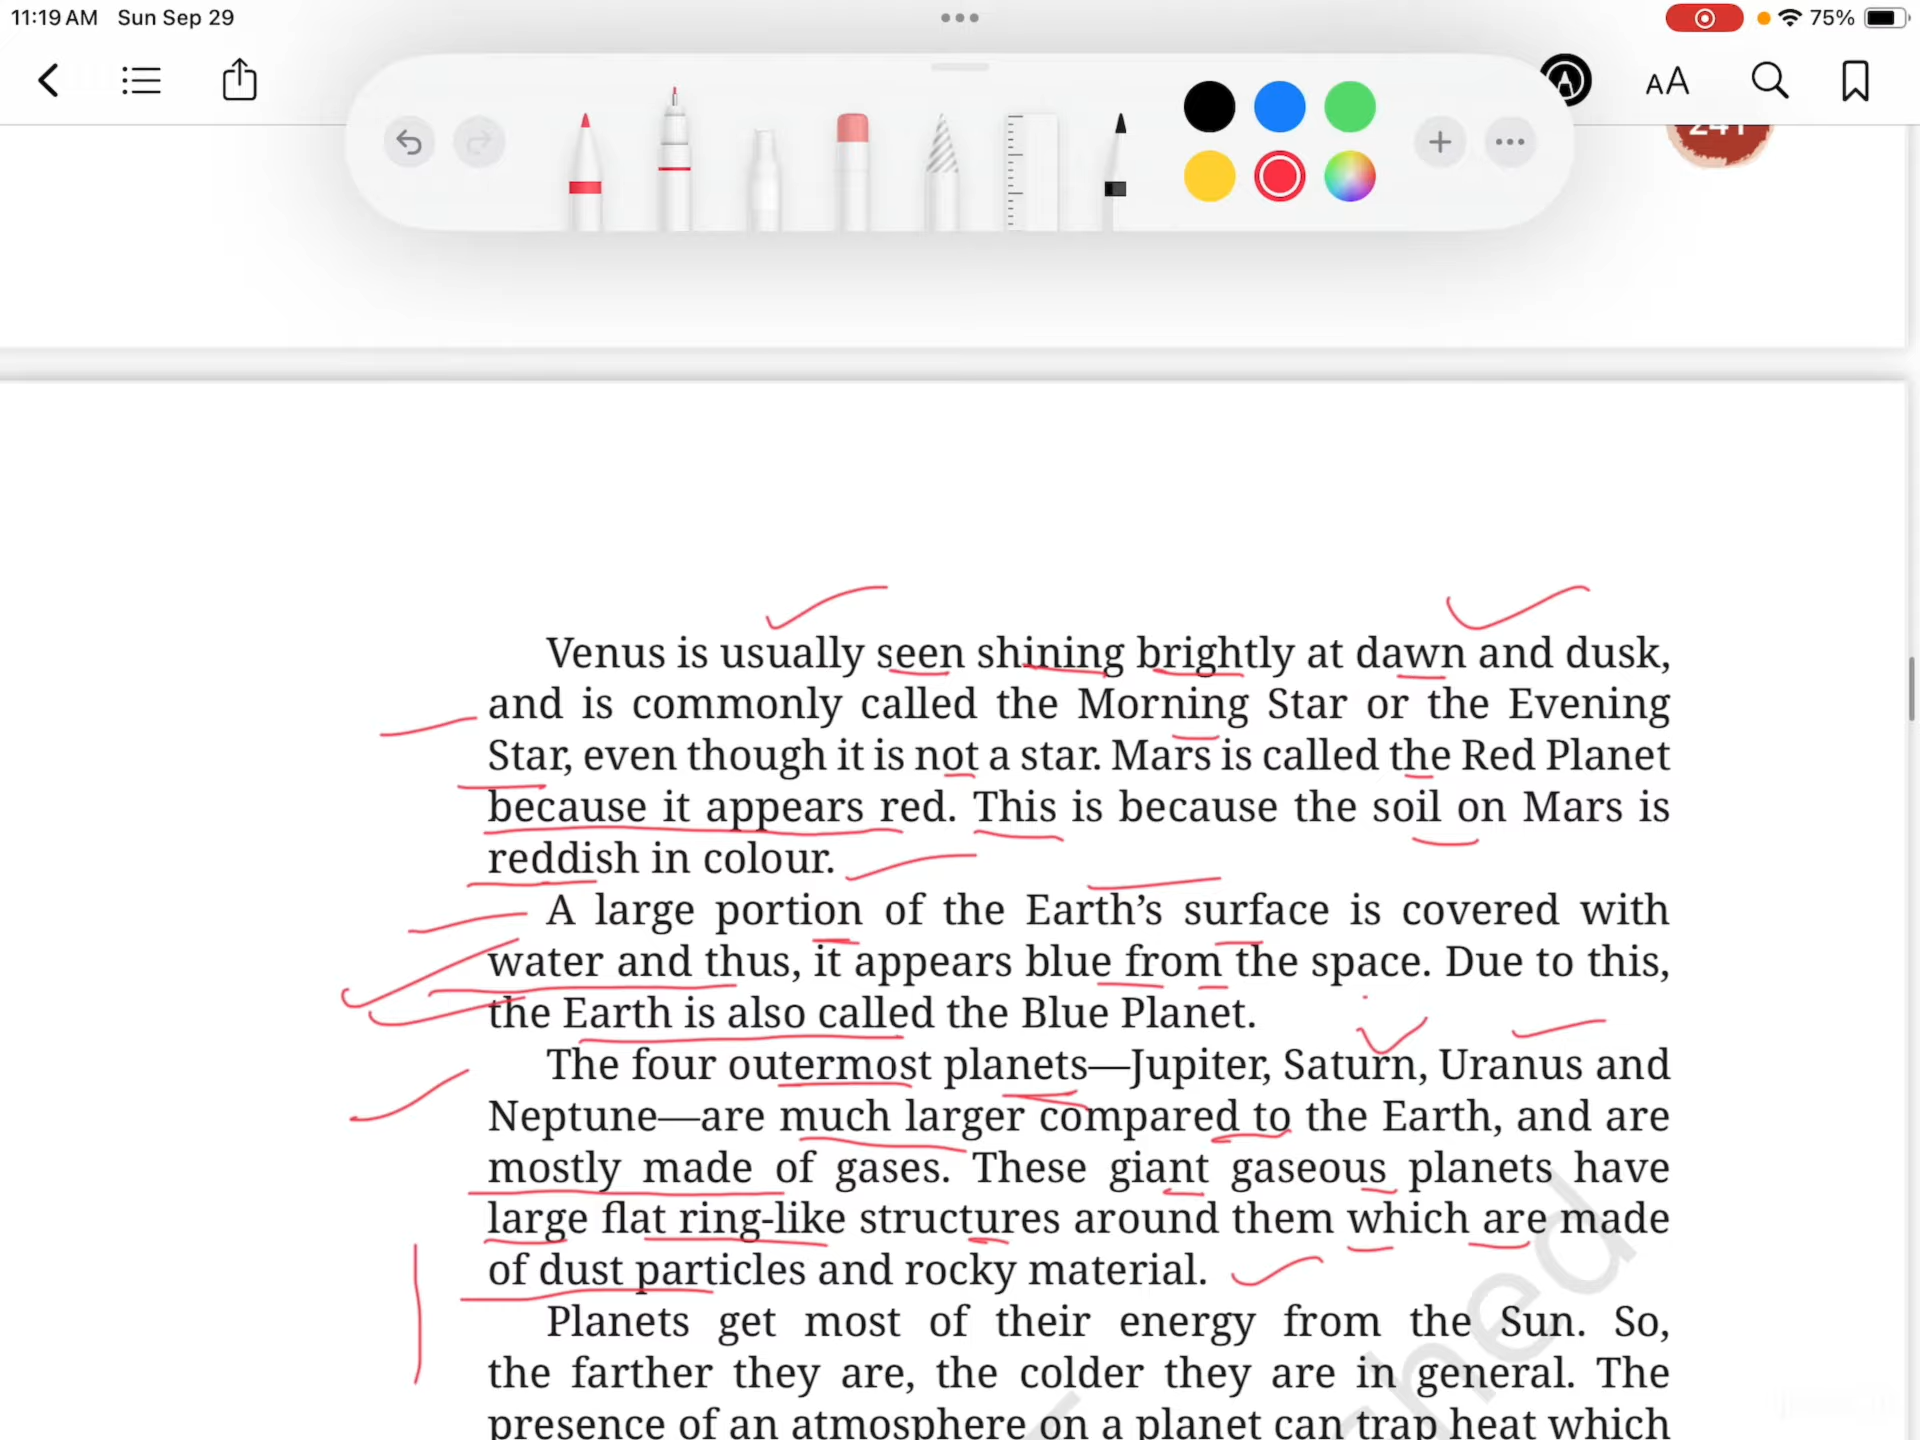 11:19 AM Sun Sep 29
75%
AA
241
Venus is usually seen shining brightly at dawn and dusk,
and is commonly called the Morning Star or the Evening
Star, even though it is not a star. Mars is called the Red Planet
because it appears red. This is because the soil on Mars is
reddish in colour.
A large portion of the Earth’s surface is covered with
water and thus, it appears blue from the space. Due to this,
the Earth is also called the Blue Planet.
The four outermost planets—Jupiter, Saturn, Uranus and
Neptune—are much larger compared to the Earth, and are
mostly made of gases. These giant gaseous planets have
large flat ring-like structures around them which are made
of dust particles and rocky material.
Planets get most of their energy from the Sun. So,
the farther they are, the colder they are in general. The
presence of an atmosphere on a planet can trap heat which